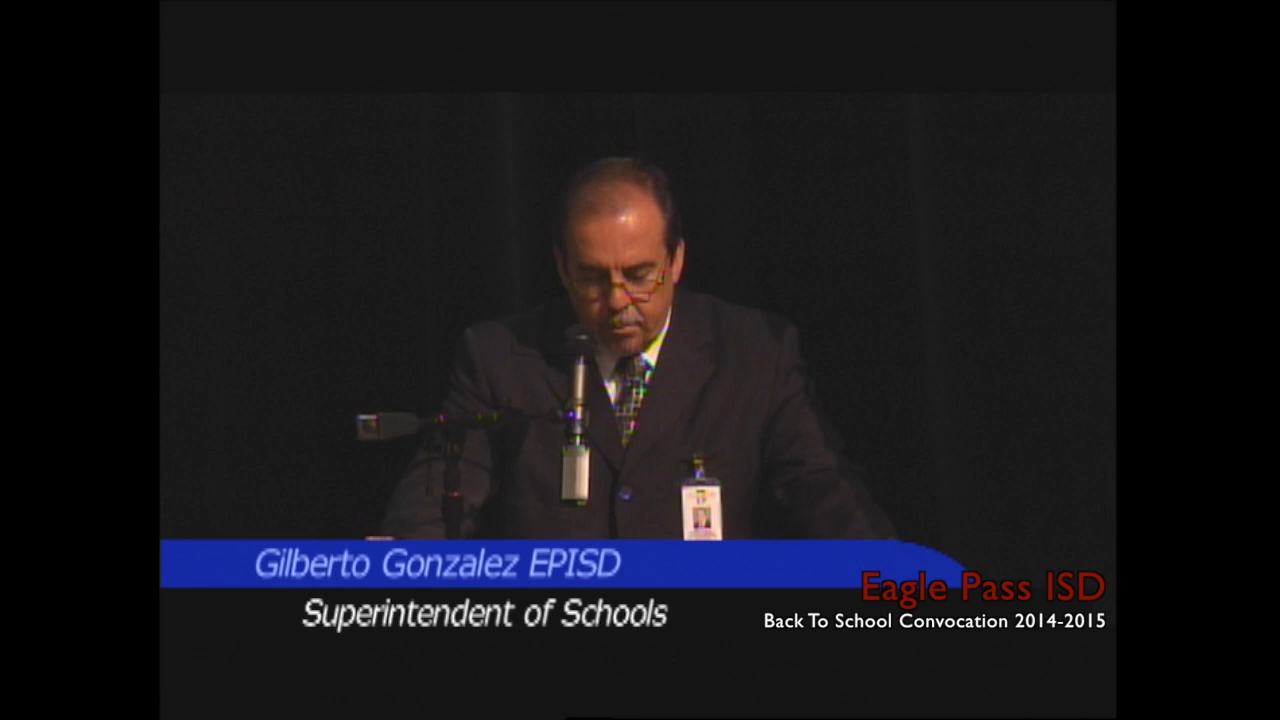 Gilberto Gonzalez EPISD
Superintendent of Schools
Eagle Pass ISD
Back To School Convocation 2014-2015